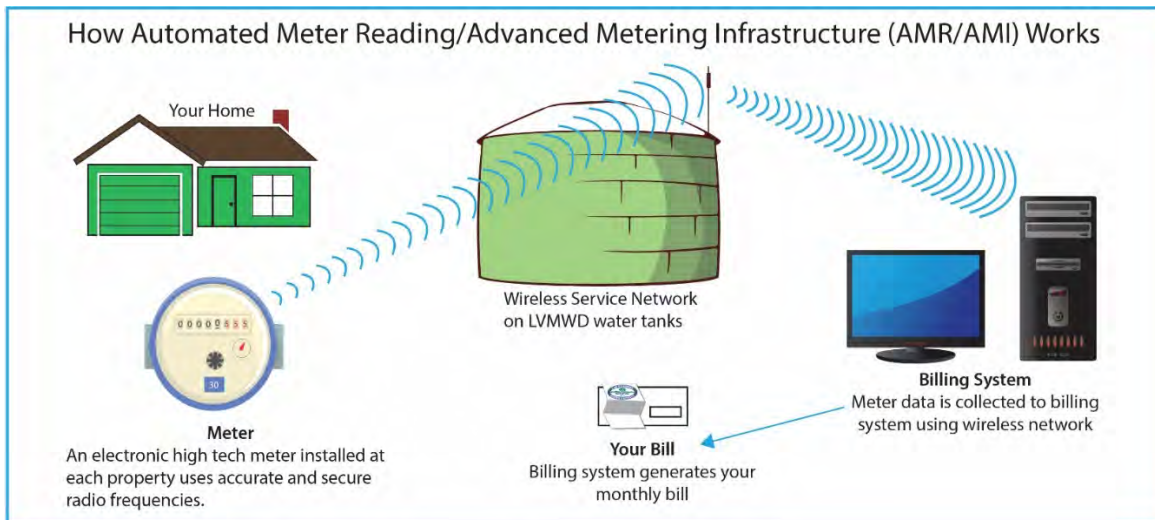 How Automated Meter Reading/Advanced Metering Infrastructure (AMR/AMI) Works
Your Home
Wireless Service Network
on LVMWD water tanks
30
Meter
An electronic high tech meter installed at
each property uses accurate and secure
radio frequencies.
Billing System
Meter data is collected to billing
system using wireless network
Your Bill
Billing system generates your
monthly bill